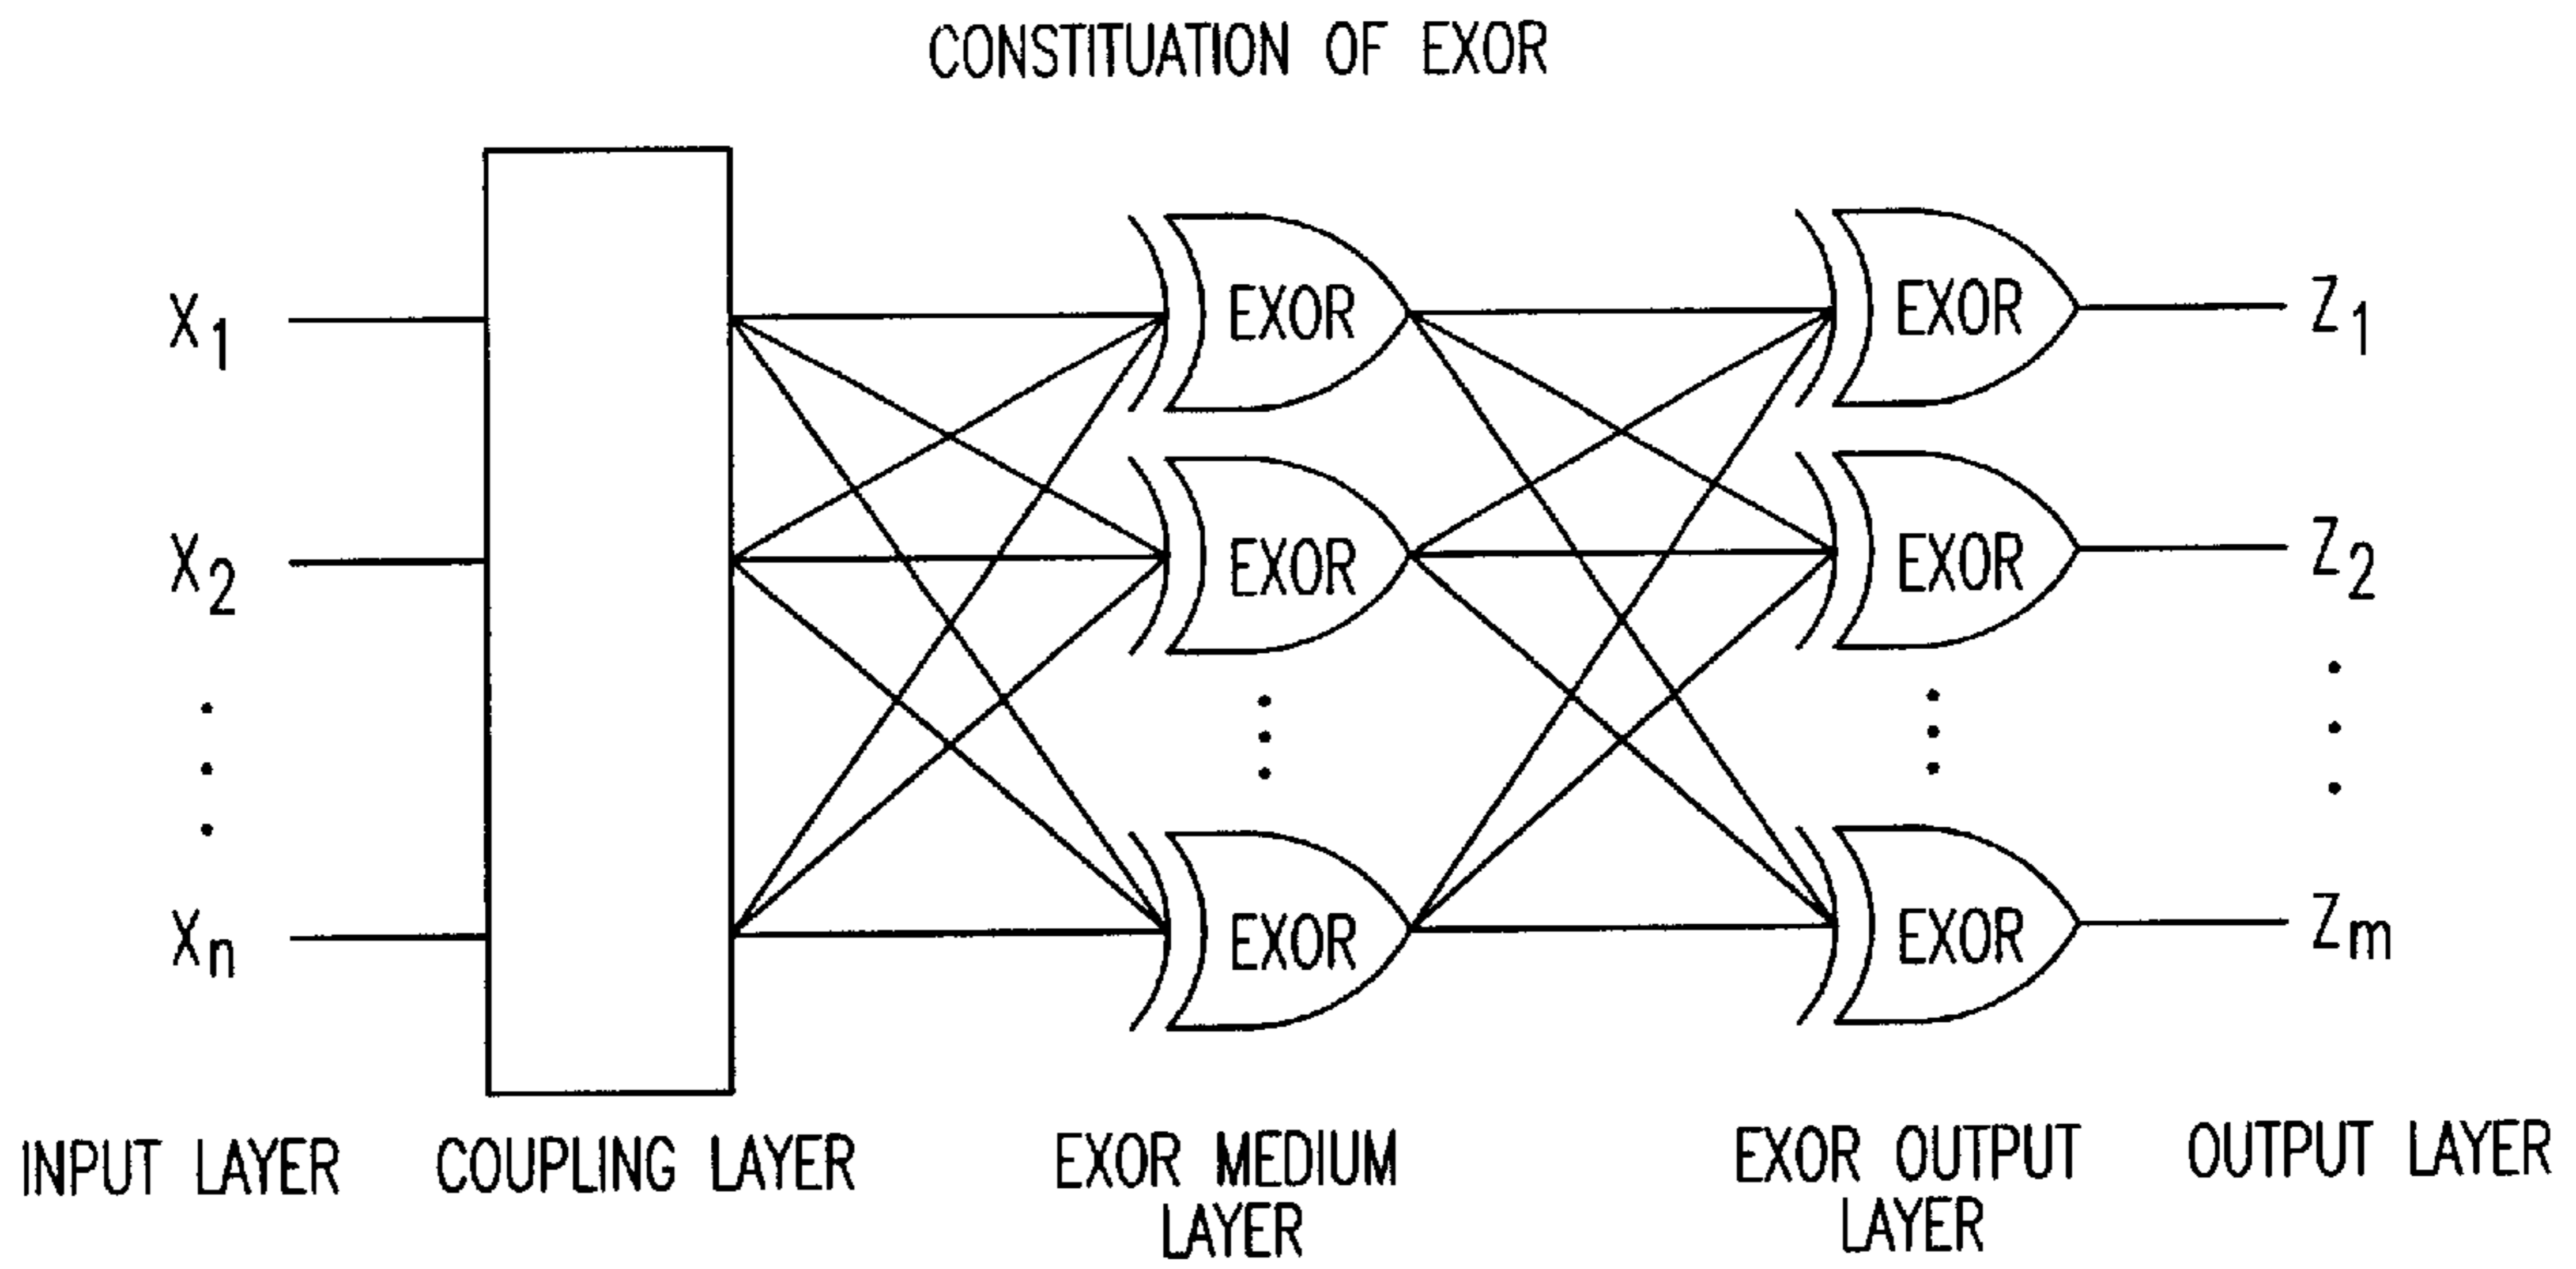 CONSTITUATION OF EXOR
X1 EXOR EXOR Z1
X2 EXOR EXOR Z2
Xn EXOR EXOR Zm
INPUT LAYER COUPLING LAYER EXOR MEDIUM LAYER EXOR OUTPUT LAYER OUTPUT LAYER